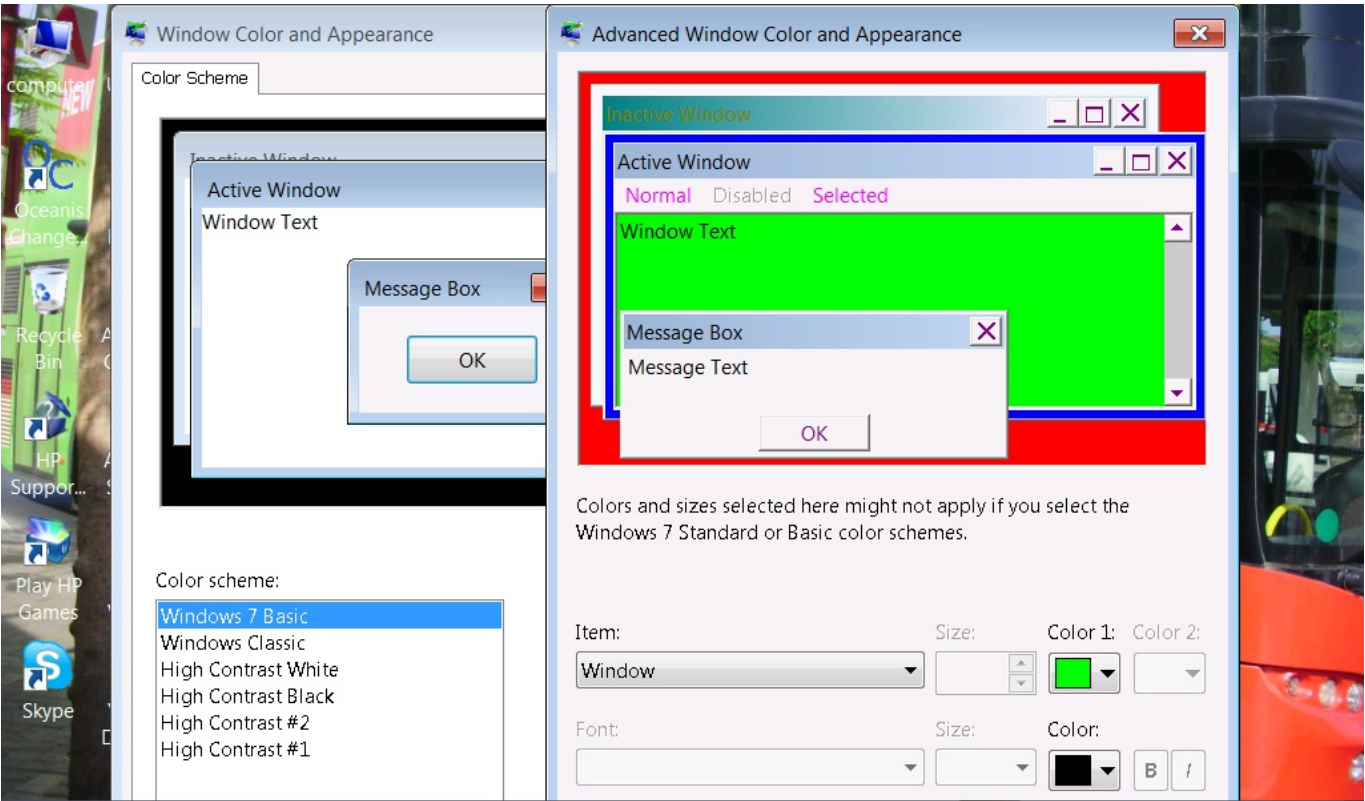 computer
NEW
Oceanis
Change...
Recycle
Bin
HP
Suppor...
Play HP
Games
Skype
Window Color and Appearance
Color Scheme
Inactive Window
Active Window
Window Text
Message Box
OK
Color scheme:
Windows 7 Basic
Windows Classic
High Contrast White
High Contrast Black
High Contrast #2
High Contrast #1
Advanced Window Color and Appearance
Inactive Window
Active Window
Normal Disabled Selected
Window Text
Message Box
Message Text
OK
Colors and sizes selected here might not apply if you select the
Windows 7 Standard or Basic color schemes.
Item: Size: Color 1: Color 2:
Window
Font: Size: Color:
B I